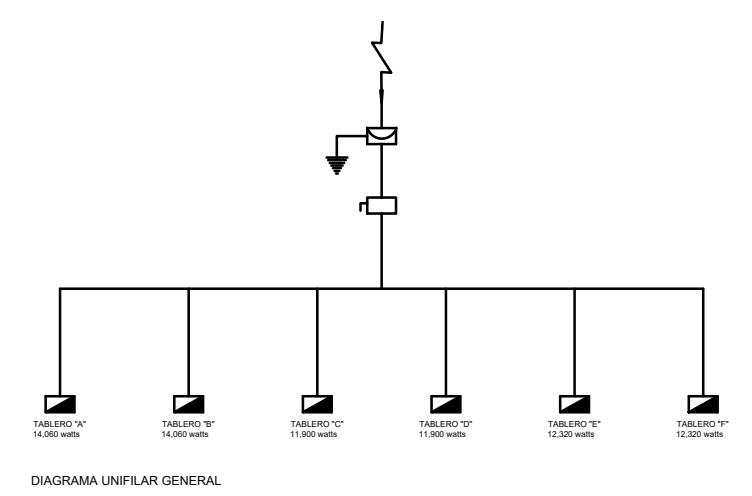 TABLERO "A"
14,060 watts
TABLERO "B"
14,060 watts
TABLERO "C"
11,900 watts
TABLERO "D"
11,900 watts
TABLERO "E"
12,320 watts
TABLERO "F"
12,320 watts
DIAGRAMA UNIFILAR GENERAL